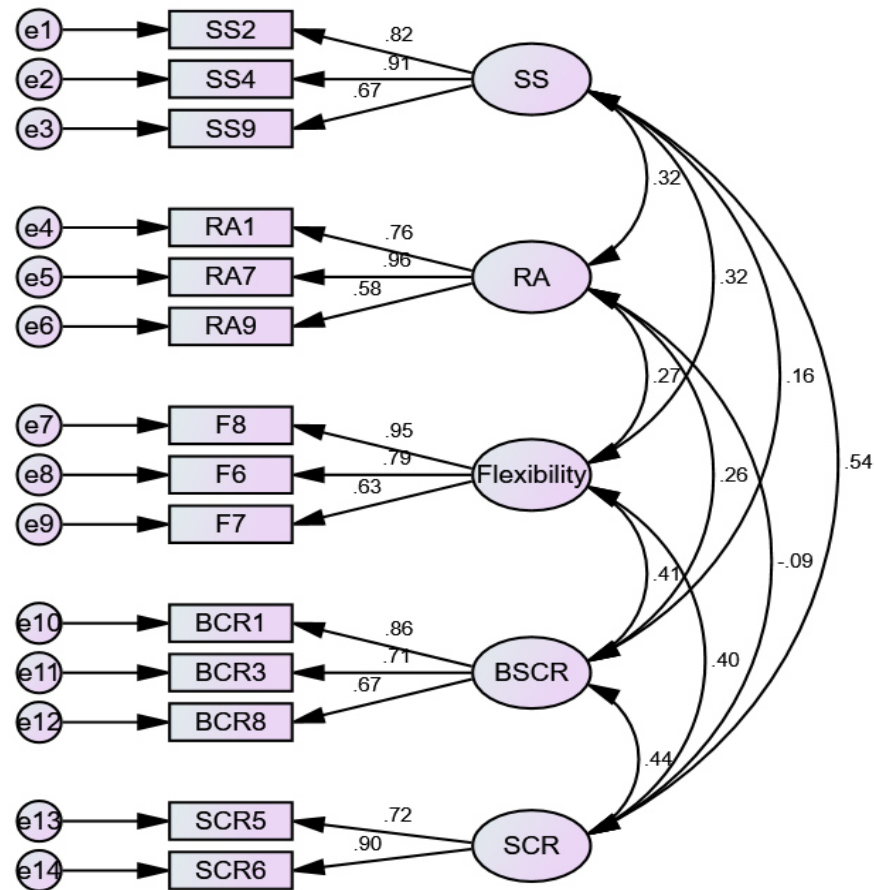 e1 SS2 .82
e2 SS4 .91 SS
e3 SS9 .67
.32
e4 RA1 .76
e5 RA7 .96 RA .32
e6 RA9 .58
.27 .16
e7 F8 .95
e8 F6 .79 Flexibility .26 .54
e9 F7 .63
.41 -.09
e10 BCR1 .86
e11 BCR3 .71 BSCR .40
e12 BCR8 .67
.44
e13 SCR5 .72
e14 SCR6 .90 SCR